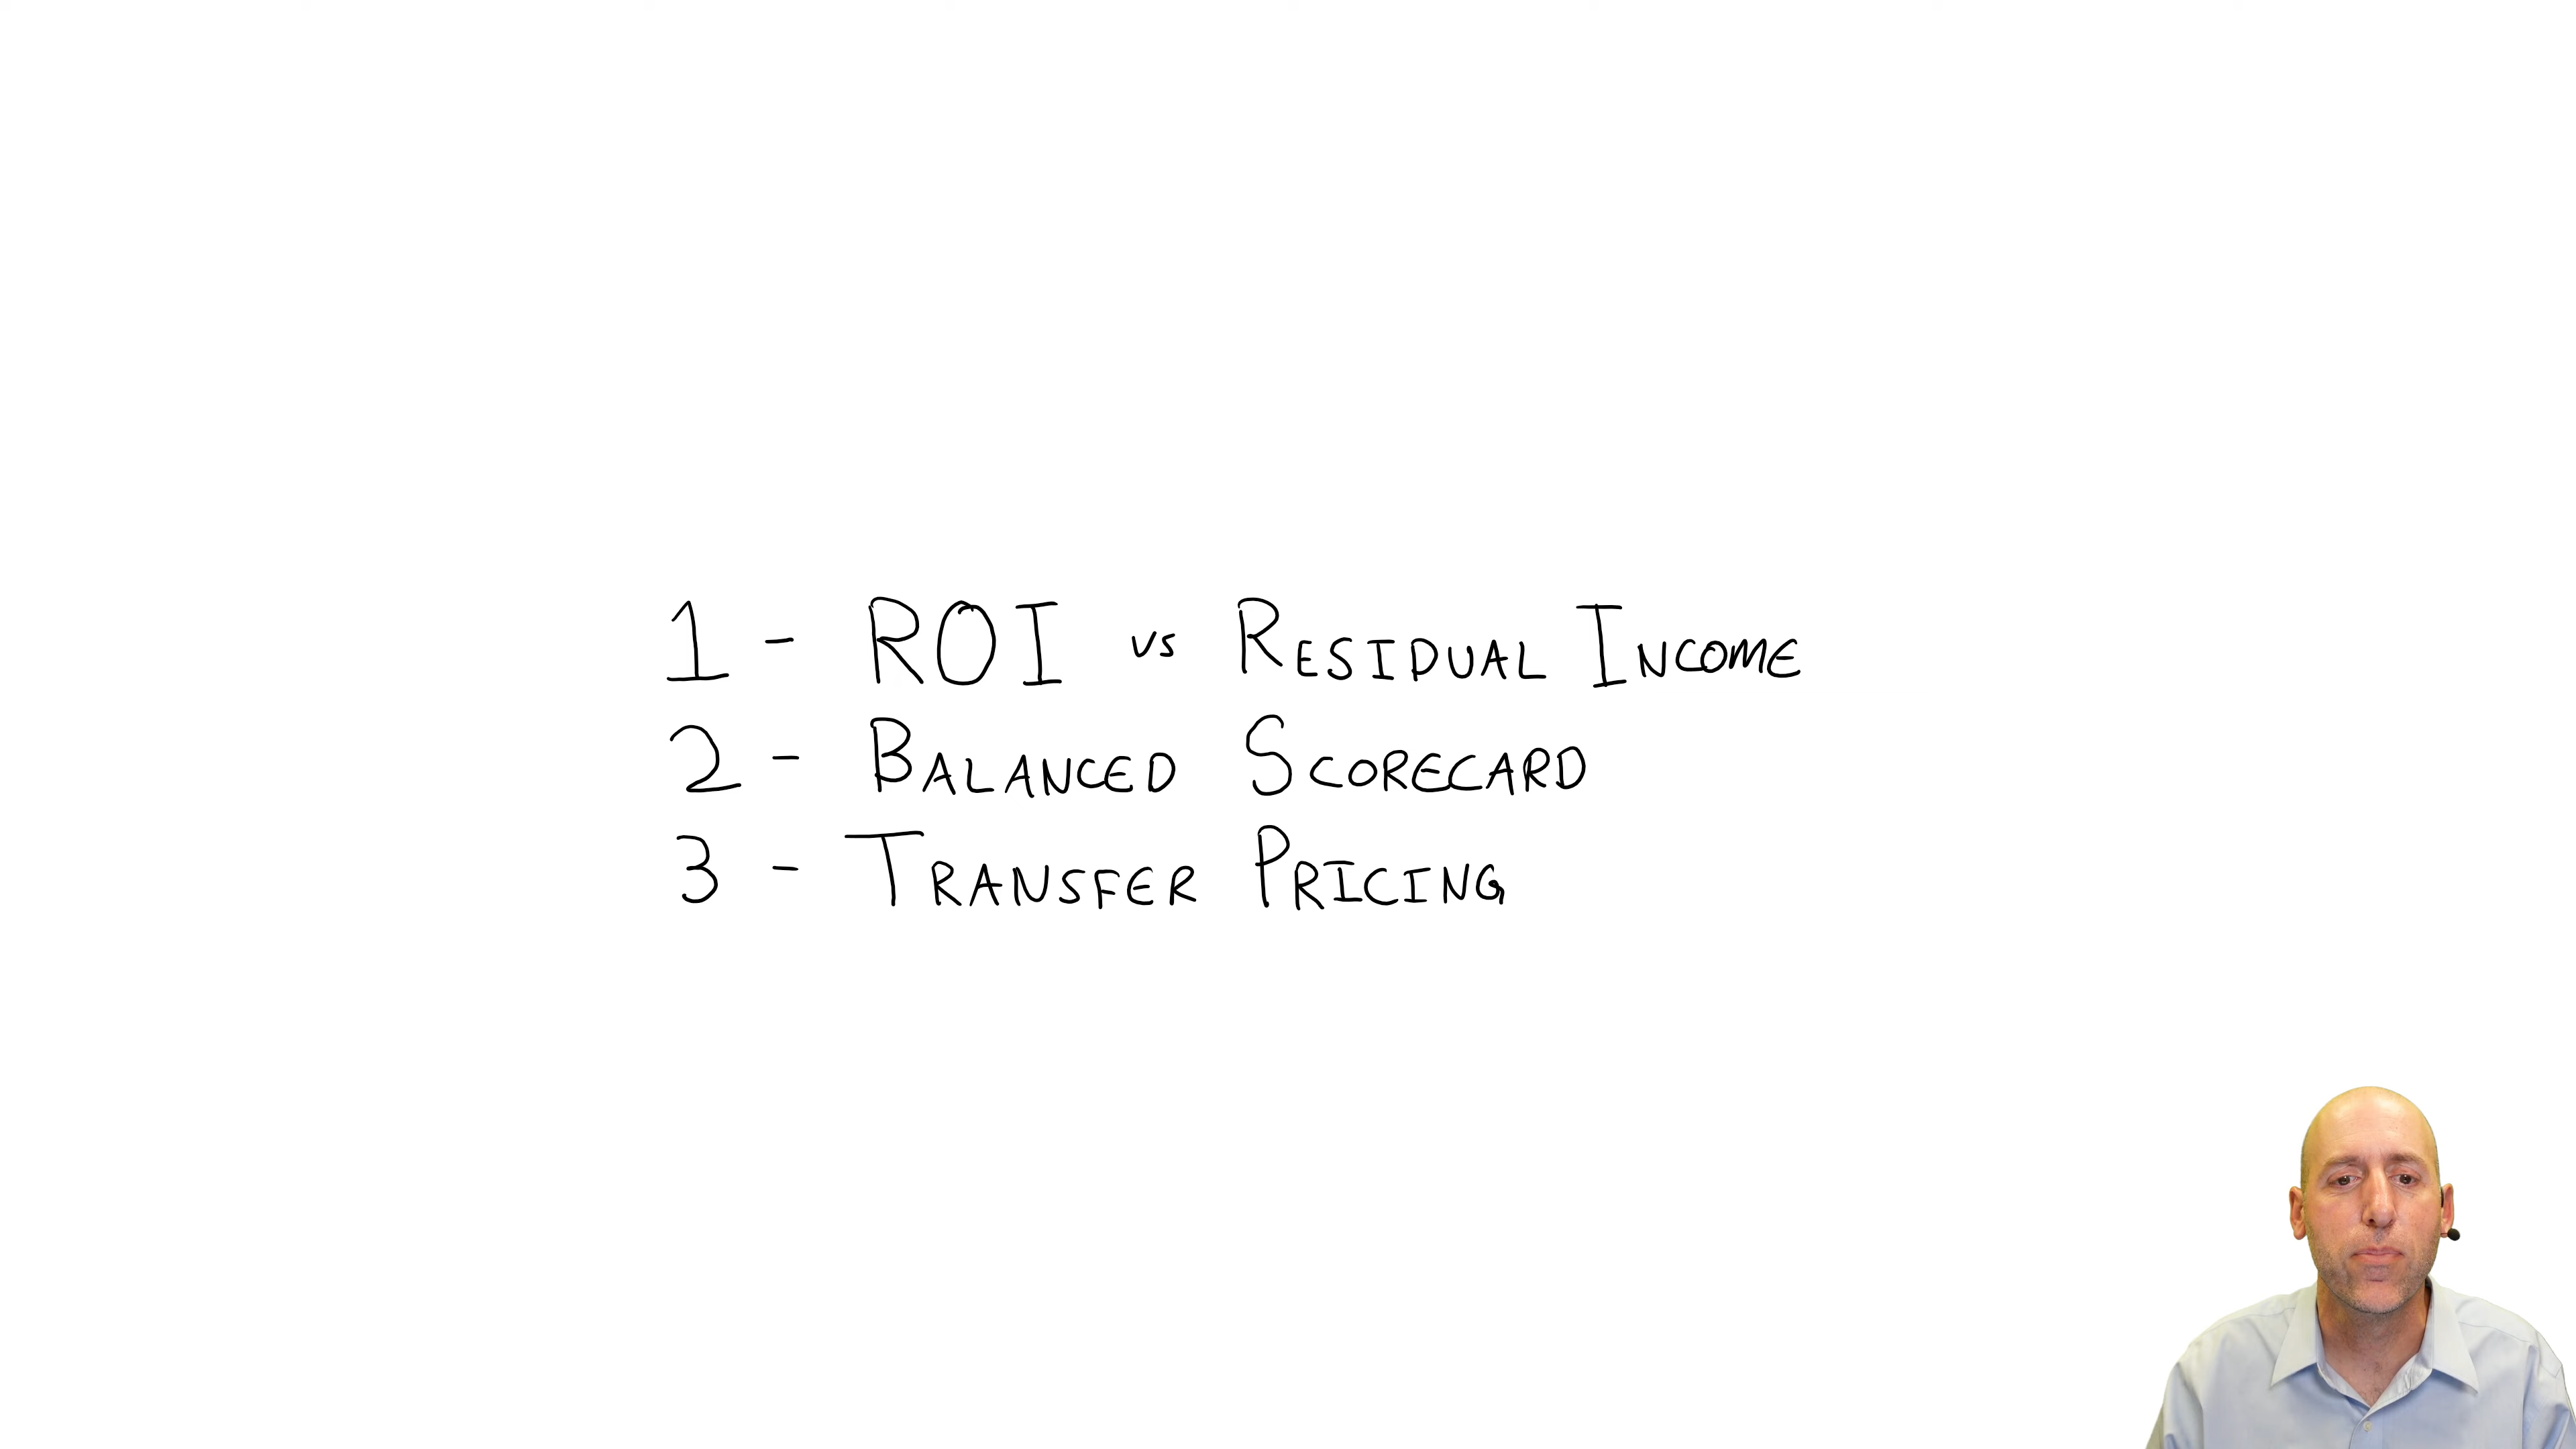 1 - ROI vs RESIDUAL INCOME
2 - BALANCED SCORECARD
3 - TRANSFER PRICING